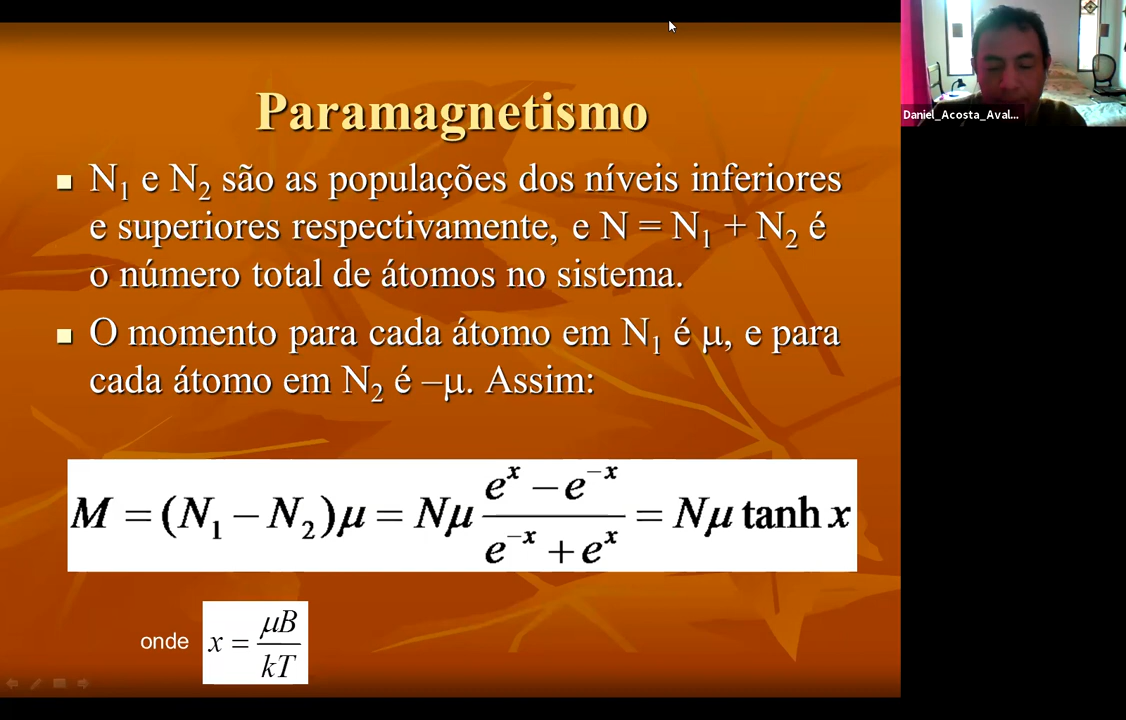 Paramagnetismo
N₁ e N₂ são as populações dos níveis inferiores
e superiores respectivamente, e N = N₁ + N₂ é
o número total de átomos no sistema.
O momento para cada átomo em N₁ é μ, e para
cada átomo em N₂ é –μ. Assim:
M = (N₁ − N₂)μ = Nμ (eˣ − e⁻ˣ)/(e⁻ˣ + eˣ) = Nμ tanh x
onde x = μB/kT
Daniel_Acosta_Aval...